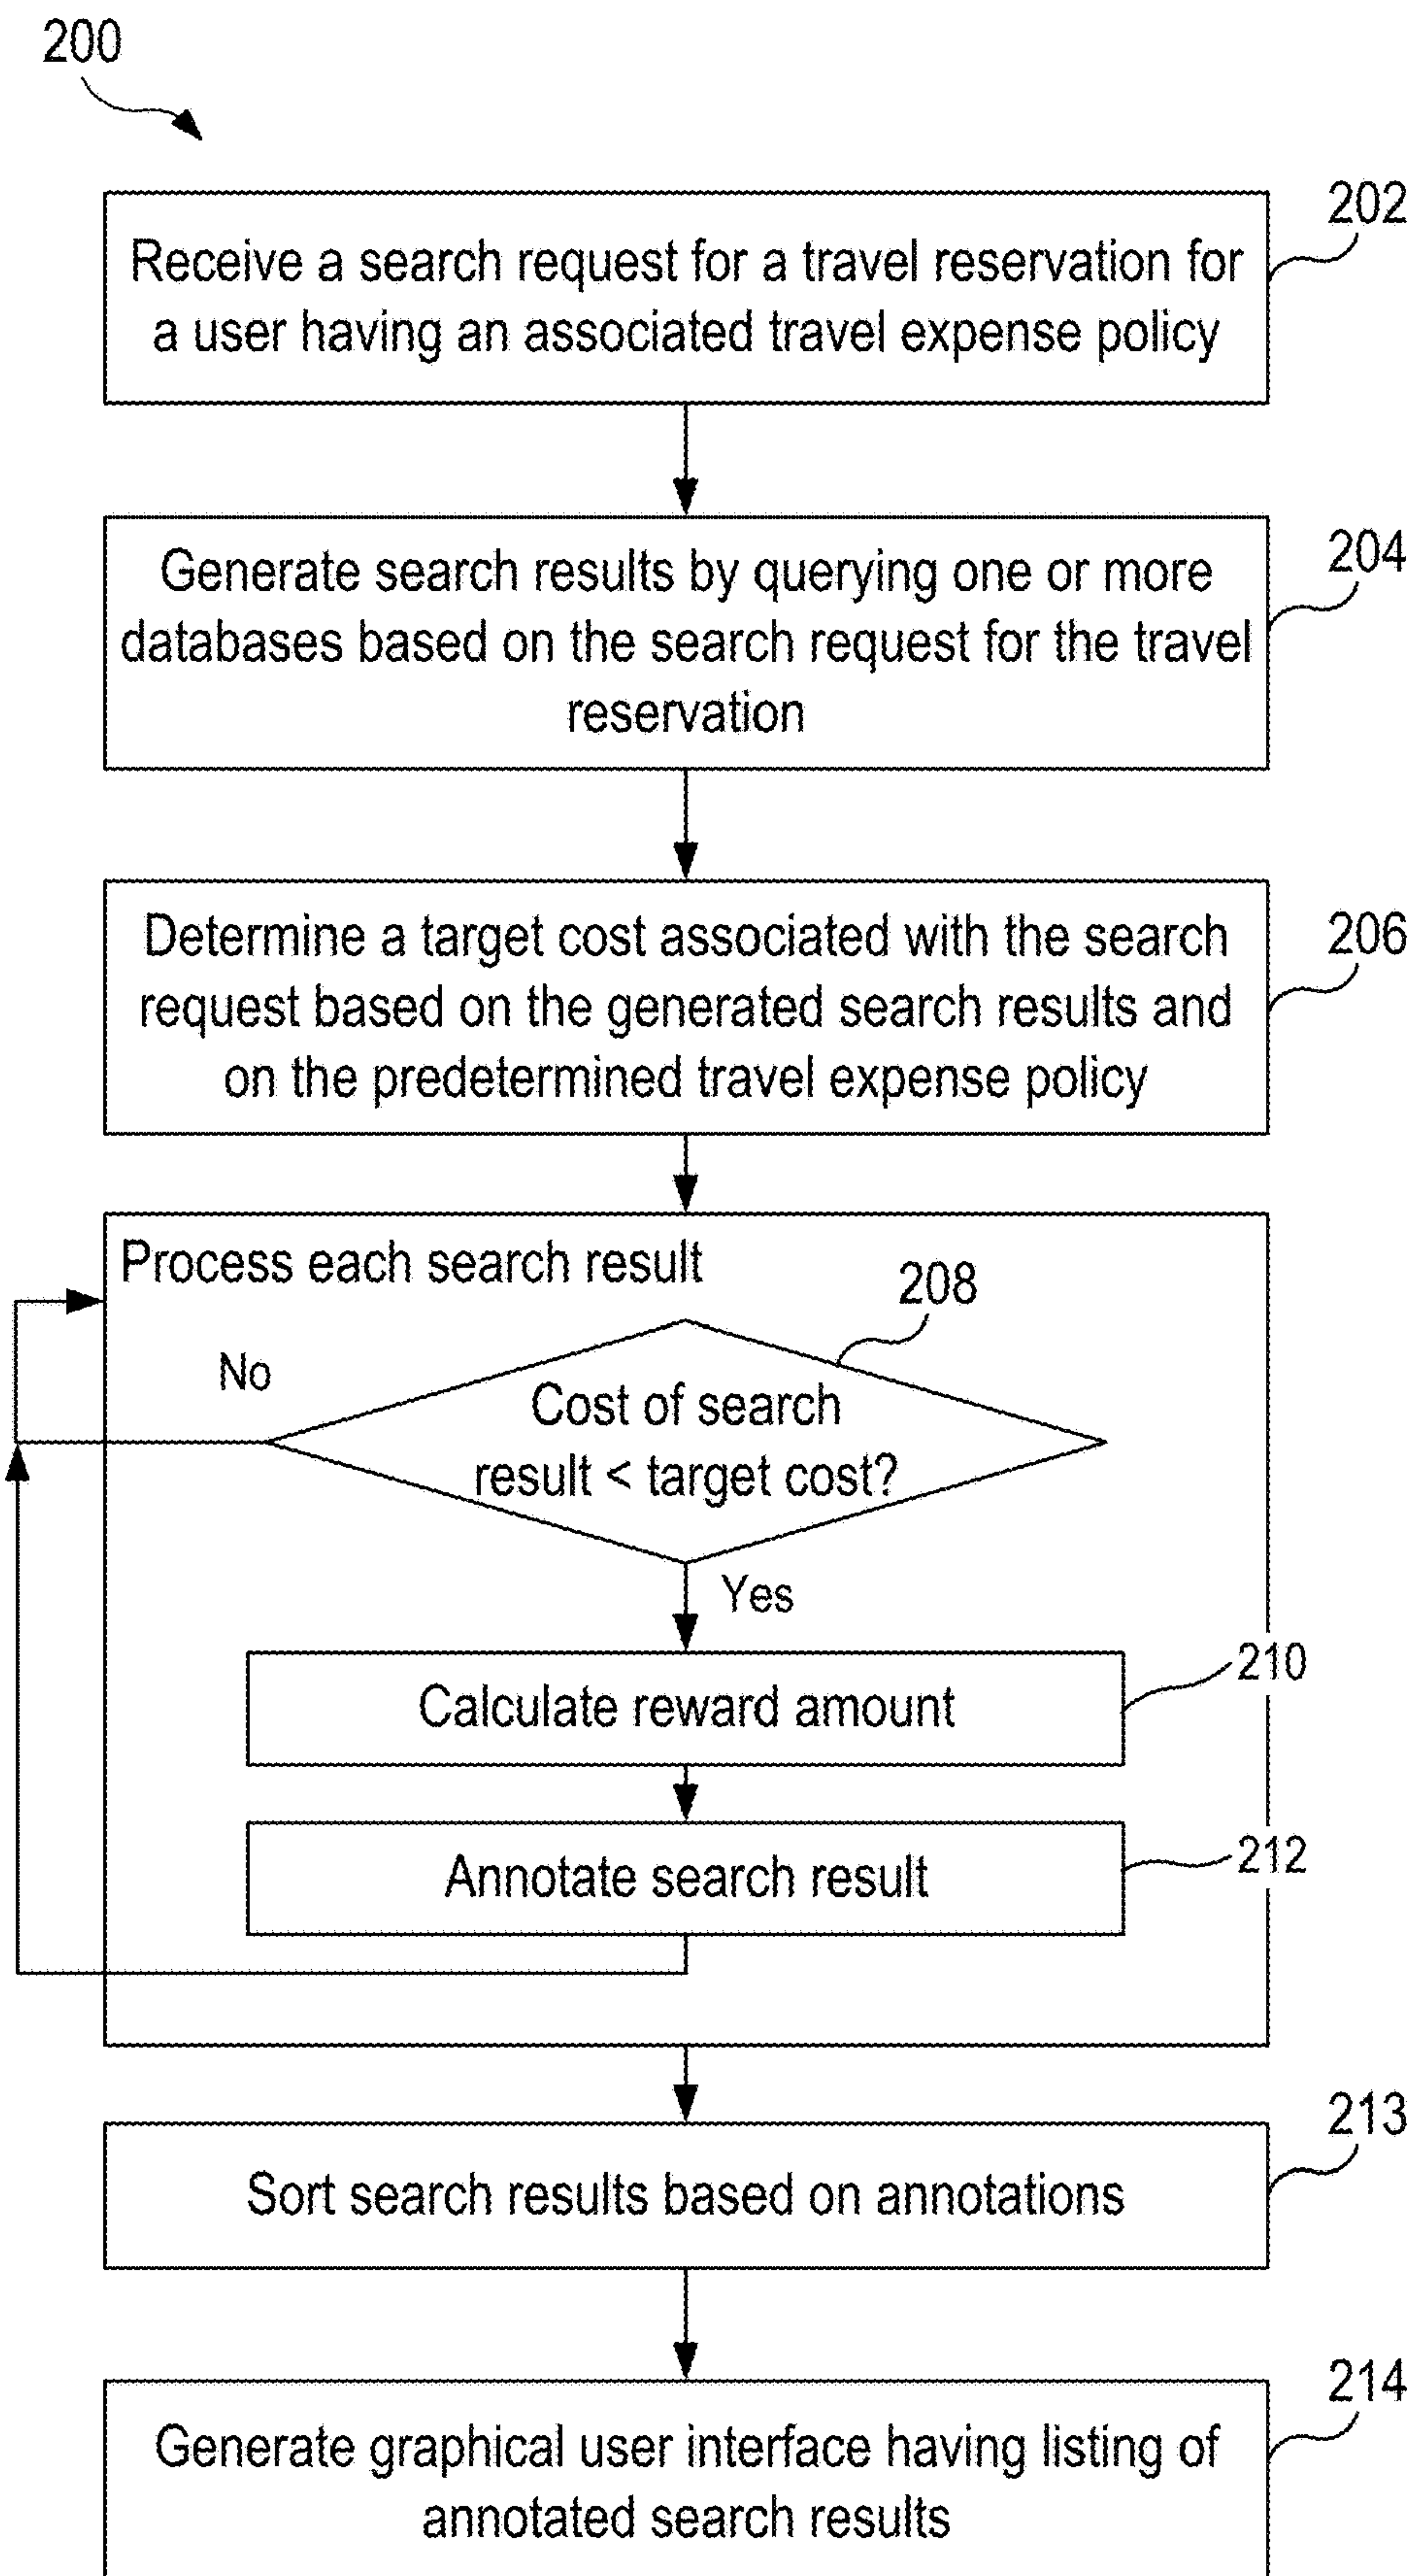 200
202
Receive a search request for a travel reservation for
a user having an associated travel expense policy
204
Generate search results by querying one or more
databases based on the search request for the travel
reservation
206
Determine a target cost associated with the search
request based on the generated search results and
on the predetermined travel expense policy
Process each search result
208
No
Cost of search
result < target cost?
Yes
210
Calculate reward amount
212
Annotate search result
213
Sort search results based on annotations
214
Generate graphical user interface having listing of
annotated search results